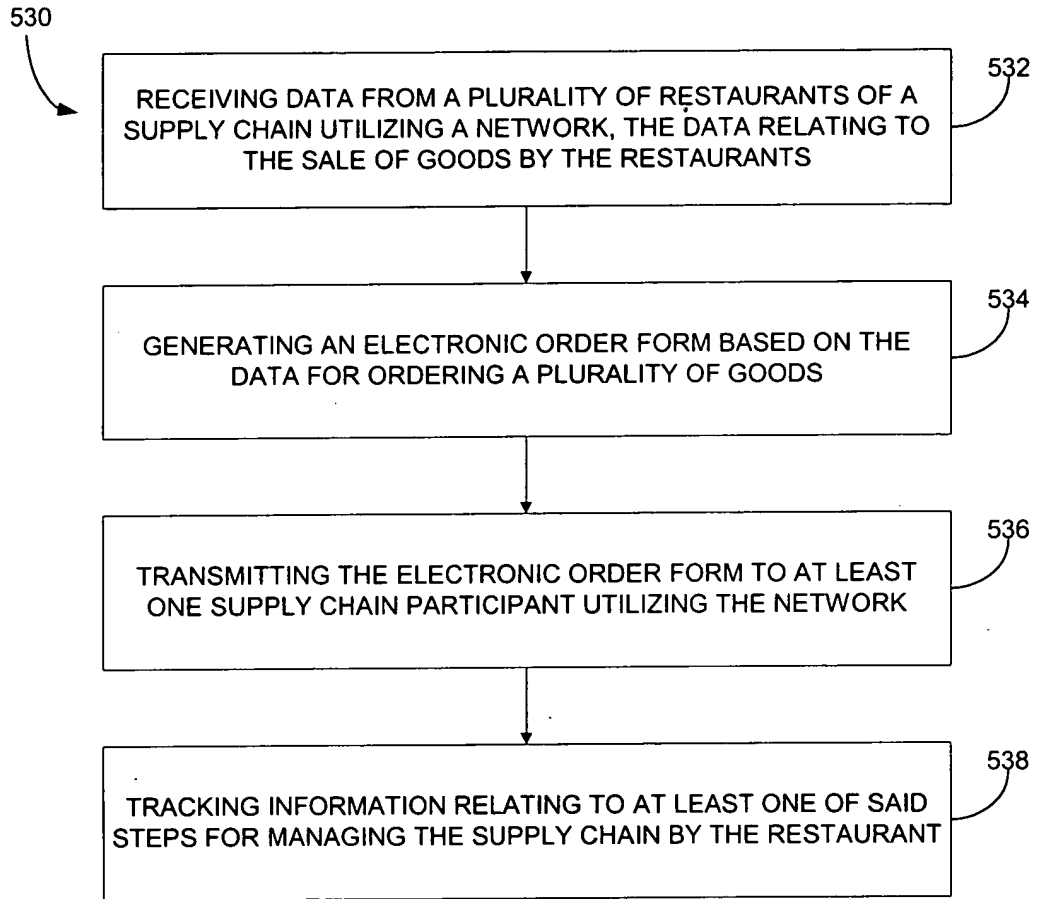 530
532
RECEIVING DATA FROM A PLURALITY OF RESTAURANTS OF A
SUPPLY CHAIN UTILIZING A NETWORK, THE DATA RELATING TO
THE SALE OF GOODS BY THE RESTAURANTS
534
GENERATING AN ELECTRONIC ORDER FORM BASED ON THE
DATA FOR ORDERING A PLURALITY OF GOODS
536
TRANSMITTING THE ELECTRONIC ORDER FORM TO AT LEAST
ONE SUPPLY CHAIN PARTICIPANT UTILIZING THE NETWORK
538
TRACKING INFORMATION RELATING TO AT LEAST ONE OF SAID
STEPS FOR MANAGING THE SUPPLY CHAIN BY THE RESTAURANT